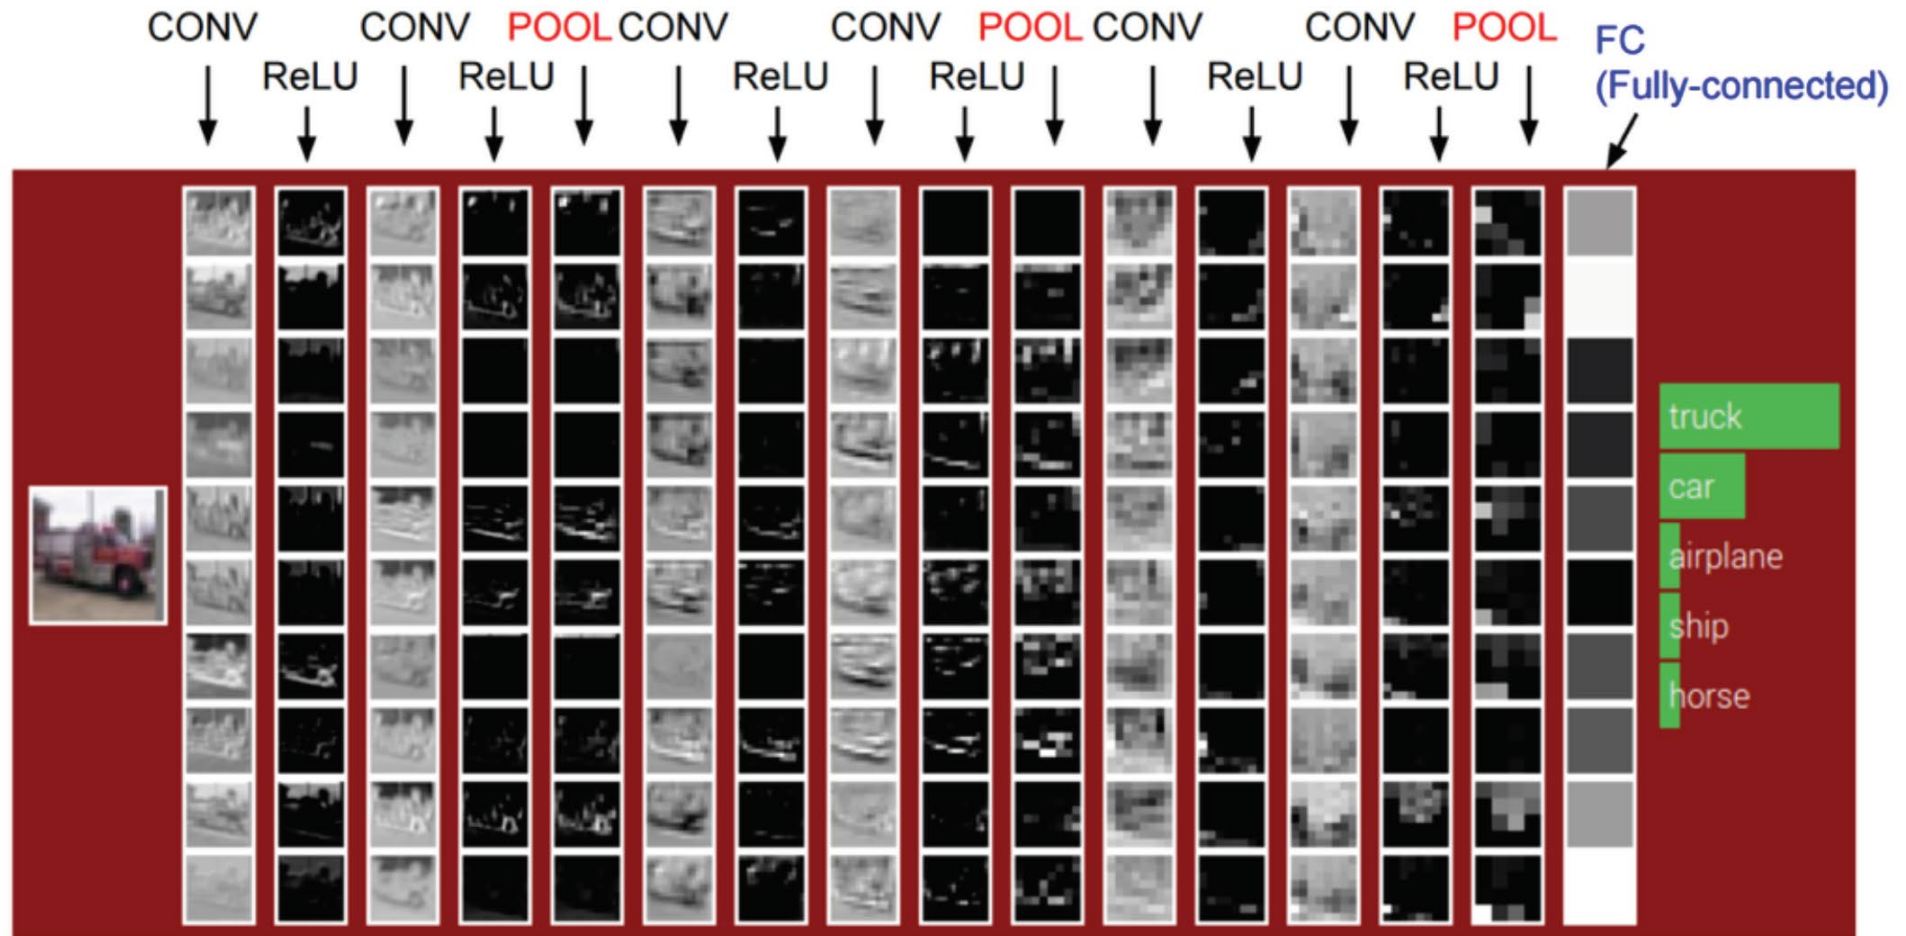 CONV CONV POOL CONV CONV POOL CONV CONV POOL
ReLU ReLU ReLU ReLU ReLU ReLU
FC
(Fully-connected)
truck
car
airplane
ship
horse